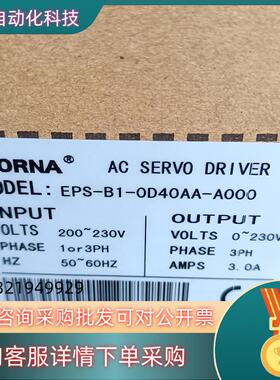 自动化科技
ORNA®
AC SERVO DRIVER
ODEL: EPS-B1-0D40AA-A000
INPUT
OUTPUT
VOLTS 200~230V
VOLTS 0~230V
PHASE 1or3PH
PHASE 3PH
HZ 50~60HZ
AMPS 3.0A
821949929
咨询采购批发可对公开票
客服详情下单采购